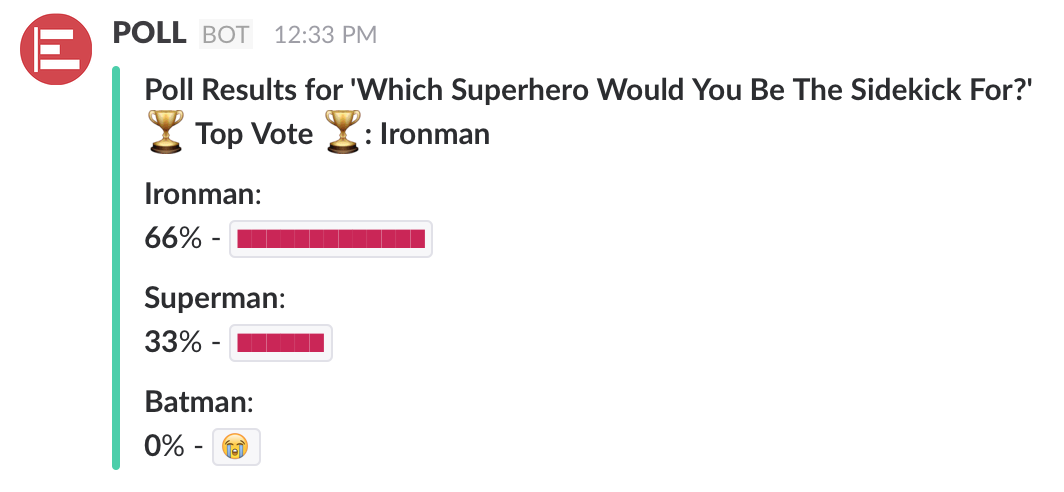 POLL BOT 12:33 PM
Poll Results for 'Which Superhero Would You Be The Sidekick For?'
🏆 Top Vote 🏆: Ironman
Ironman:
66% - █████████████
Superman:
33% - ██████
Batman:
0% - 😭